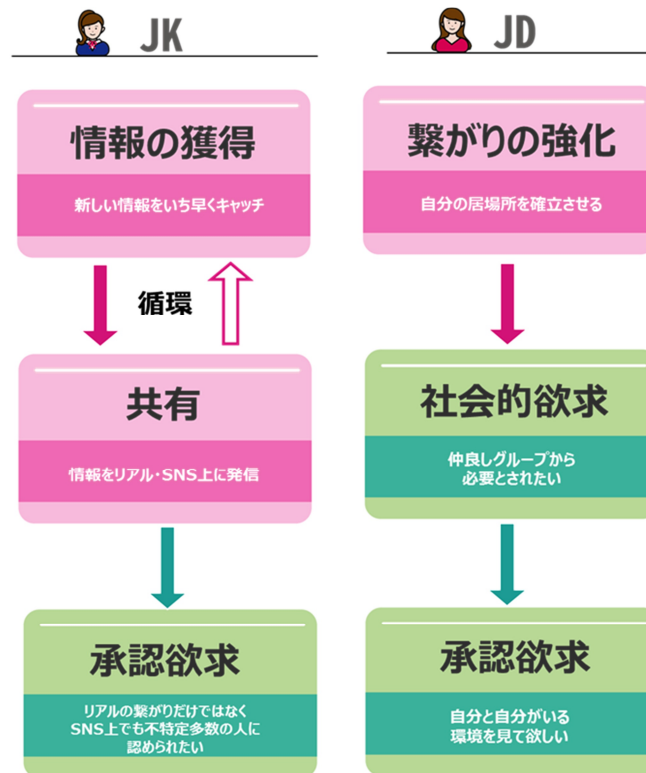 JK
情報の獲得
新しい情報をいち早くキャッチ
循環
共有
情報をリアル・SNS上に発信
承認欲求
リアルの繋がりだけではなく
SNS上でも不特定多数の人に
認められたい
JD
繋がりの強化
自分の居場所を確立させる
社会的欲求
仲良しグループから
必要とされたい
承認欲求
自分と自分がいる
環境を見て欲しい